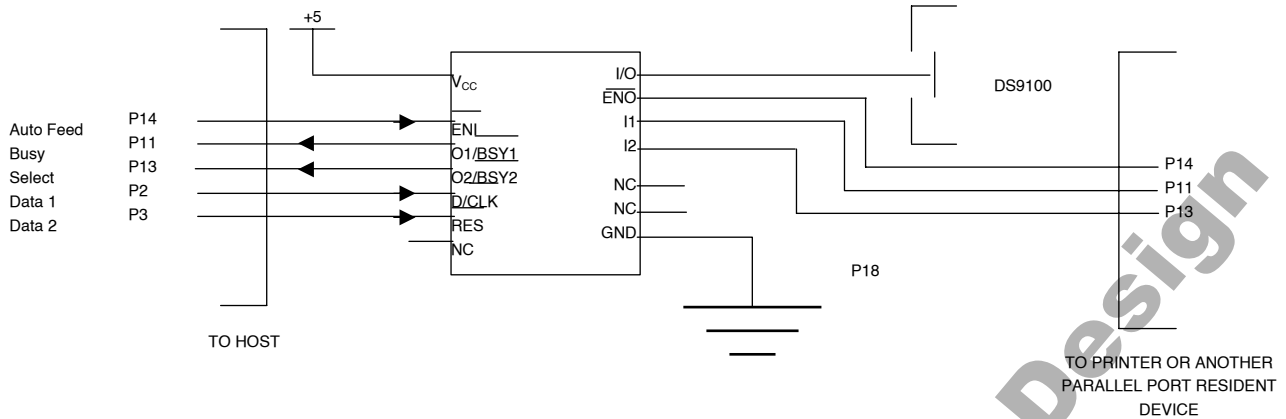 +5
V_CC
I/O
DS9100
ENO
P14
Auto Feed
ENI
I1
P11
Busy
O1/BSY1
I2
P13
Select
O2/BSY2
P14
P2
Data 1
D/CLK
NC
P11
P3
Data 2
RES
NC
P13
NC
GND
P18
TO HOST
TO PRINTER OR ANOTHER
PARALLEL PORT RESIDENT
DEVICE
Design